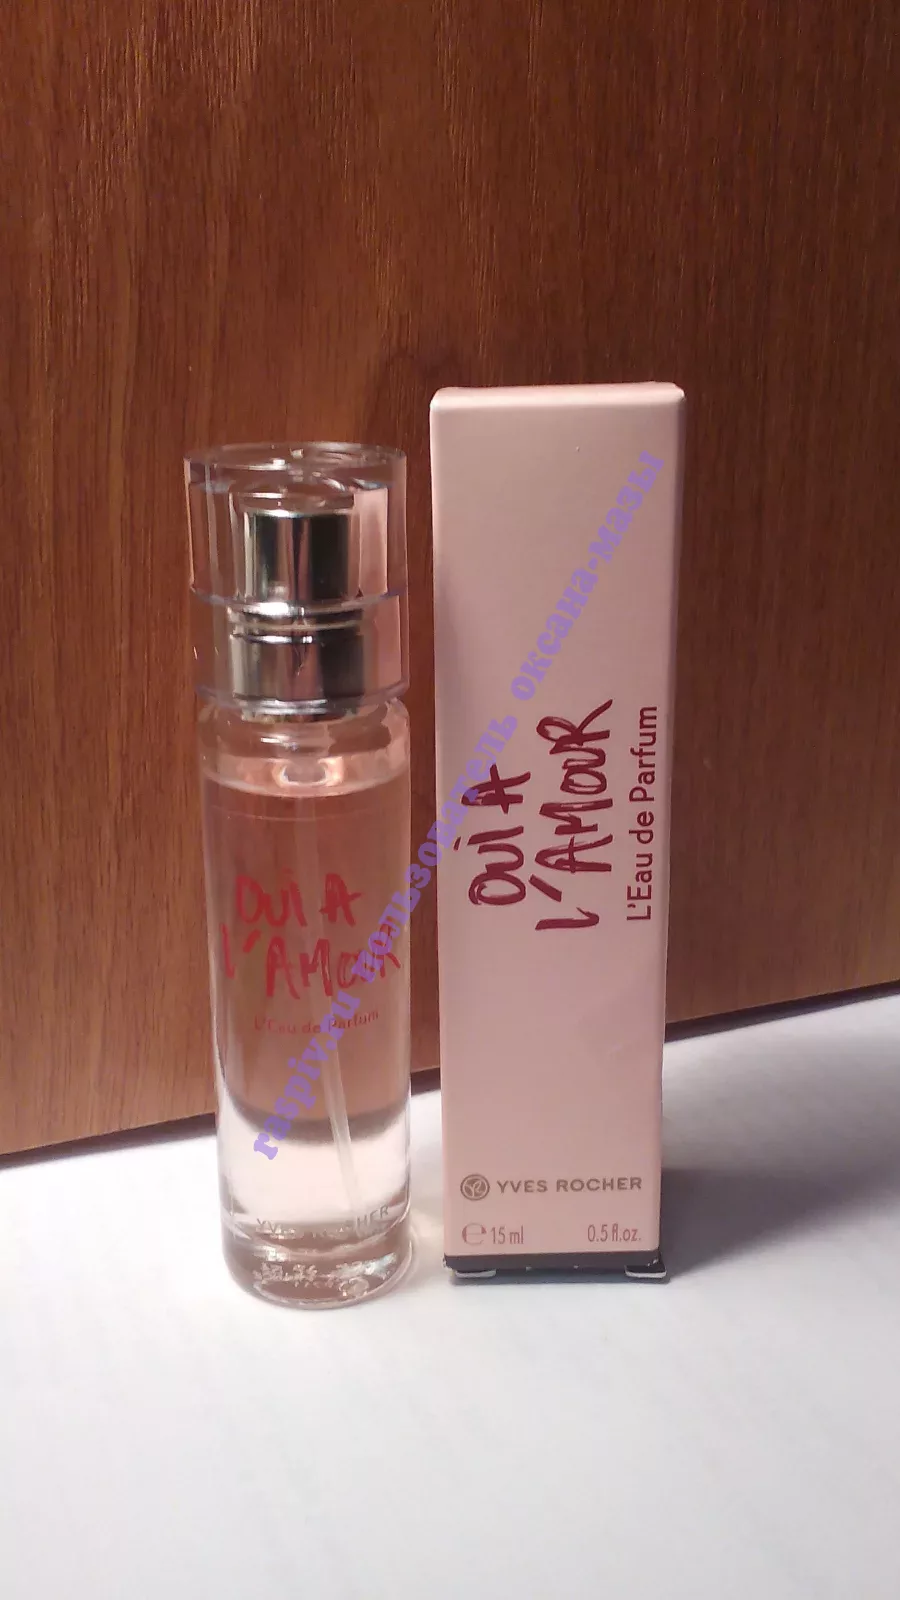 OUI A
L'AMOUR
L'Eau de Parfum
YVES ROCHER
OUI A
L'AMOUR
L'Eau de Parfum
YVES ROCHER
e 15 ml 0.5 fl.oz.
raspiv.ru пользователь оксана-мазы